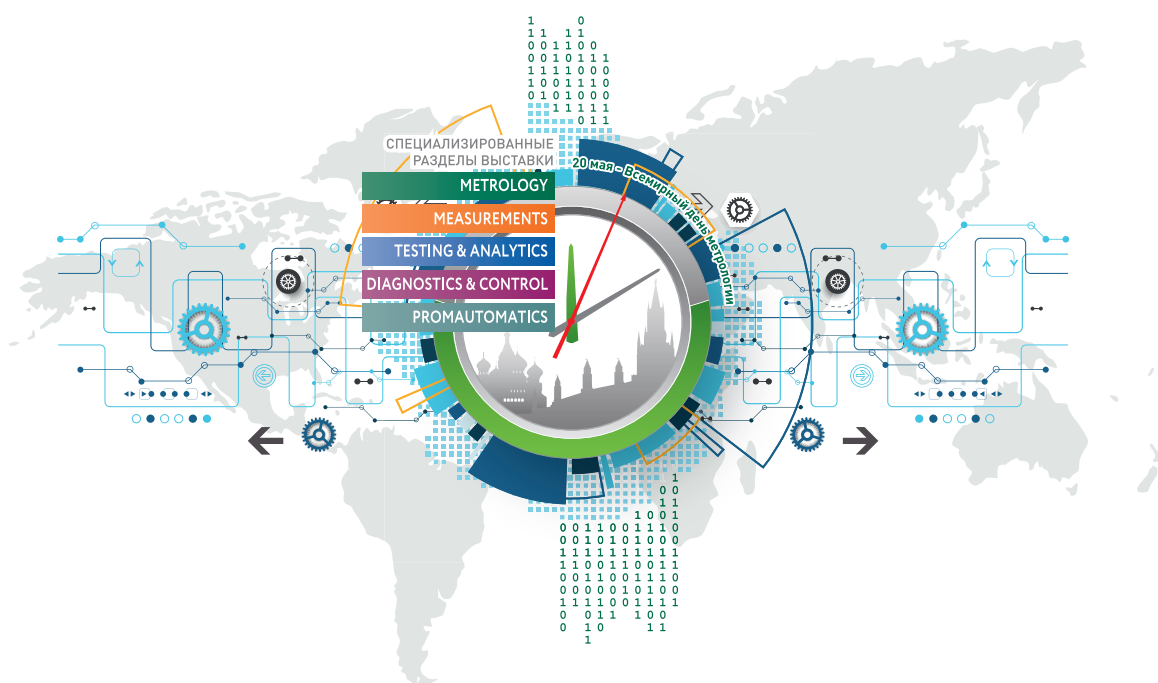 СПЕЦИАЛИЗИРОВАННЫЕ
РАЗДЕЛЫ ВЫСТАВКИ
METROLOGY
MEASUREMENTS
TESTING & ANALYTICS
DIAGNOSTICS & CONTROL
PROMAUTOMATICS
20 мая - Всемирный день метрологии